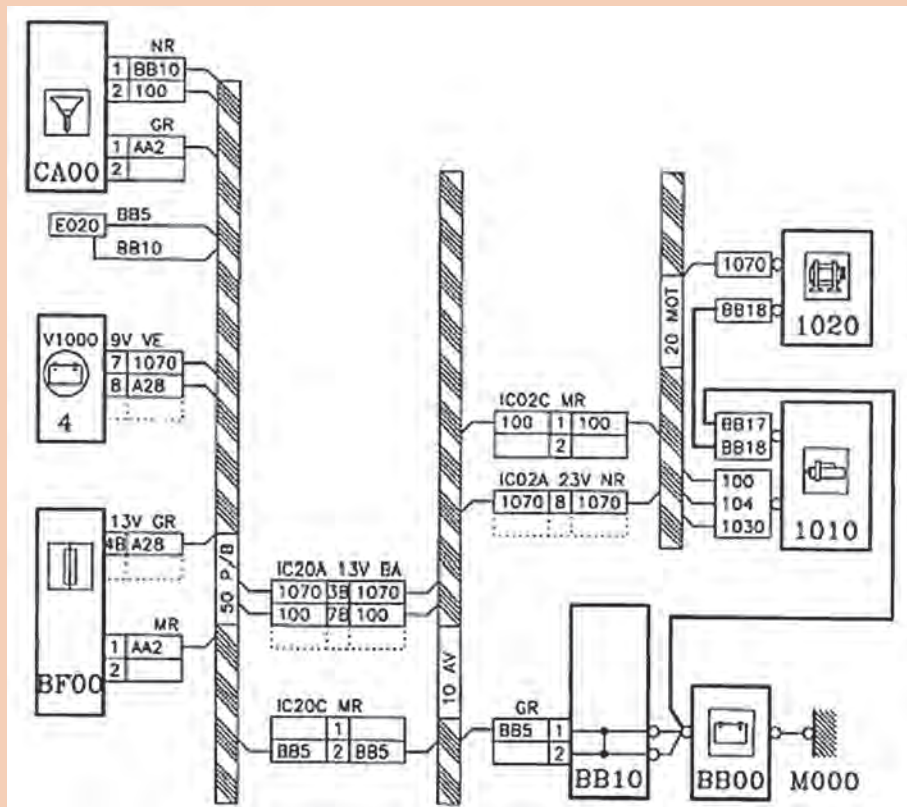 NR
1 BB10
2 100
GR
1 AA2
2
CA00
E020
BB5
BB10
V1000
9V VE
7 1070
8 A28
4
13V GR
4B A28
MR
1 AA2
2
BF00
50 P/B
IC20A 13V BA
1070 3B 1070
100 7B 100
IC20C MR
1
BB5 2 BB5
10 AV
IC02C MR
100 1 100
2
IC02A 23V NR
1070 8 1070
20 MOT
1070
BB18
1020
BB17
BB18
100
104
1030
1010
GR
BB5 1
2
BB10
BB00
M000